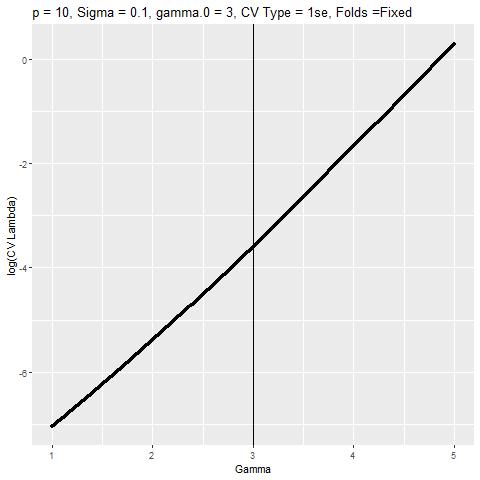 p = 10, Sigma = 0.1, gamma.0 = 3, CV Type = 1se, Folds =Fixed
0
-2
-4
-6
log(CV Lambda)
1 2 3 4 5
Gamma